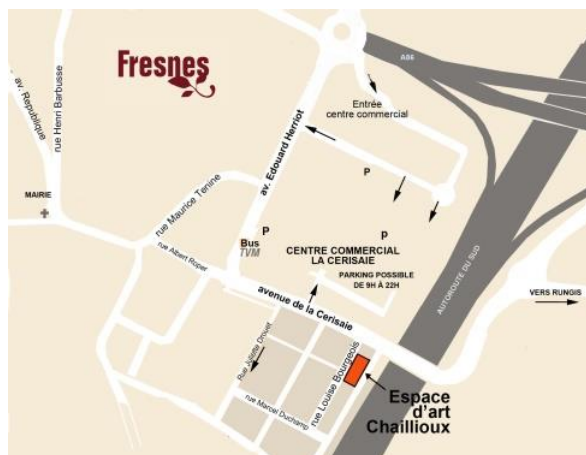 Fresnes
av. République
rue Henri Barbusse
MAIRIE
A86
Entrée
centre commercial
av. Edouard Herriot
P
rue Maurice Tenine
P
P
Bus
TVM
rue Albert Roper
CENTRE COMMERCIAL
LA CERISAIE
PARKING POSSIBLE
DE 9H À 22H
avenue de la Cerisaie
AUTOROUTE DU SUD
VERS RUNGIS
Rue Juliette Drouet
rue Louise Bourgeois
rue Marcel Duchamp
Espace
d'art
Chaillioux